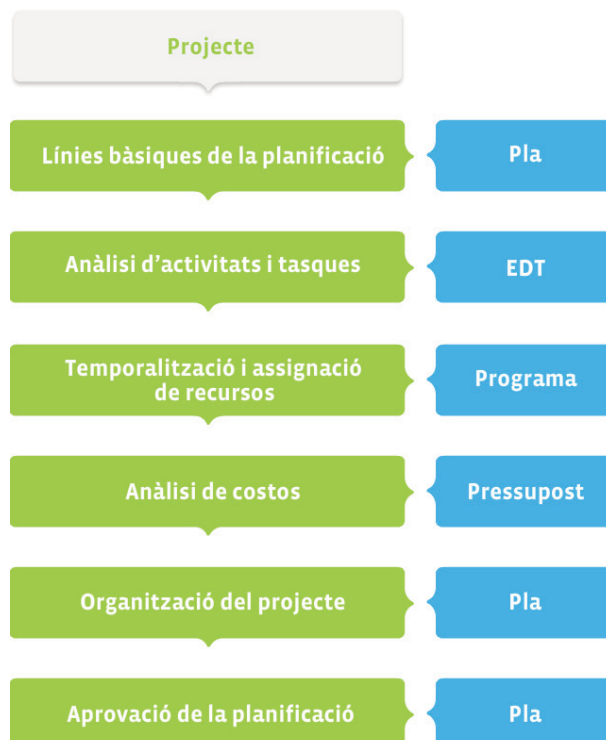 Projecte
Línies bàsiques de la planificació
Pla
Anàlisi d’activitats i tasques
EDT
Temporalització i assignació
de recursos
Programa
Anàlisi de costos
Pressupost
Organització del projecte
Pla
Aprovació de la planificació
Pla